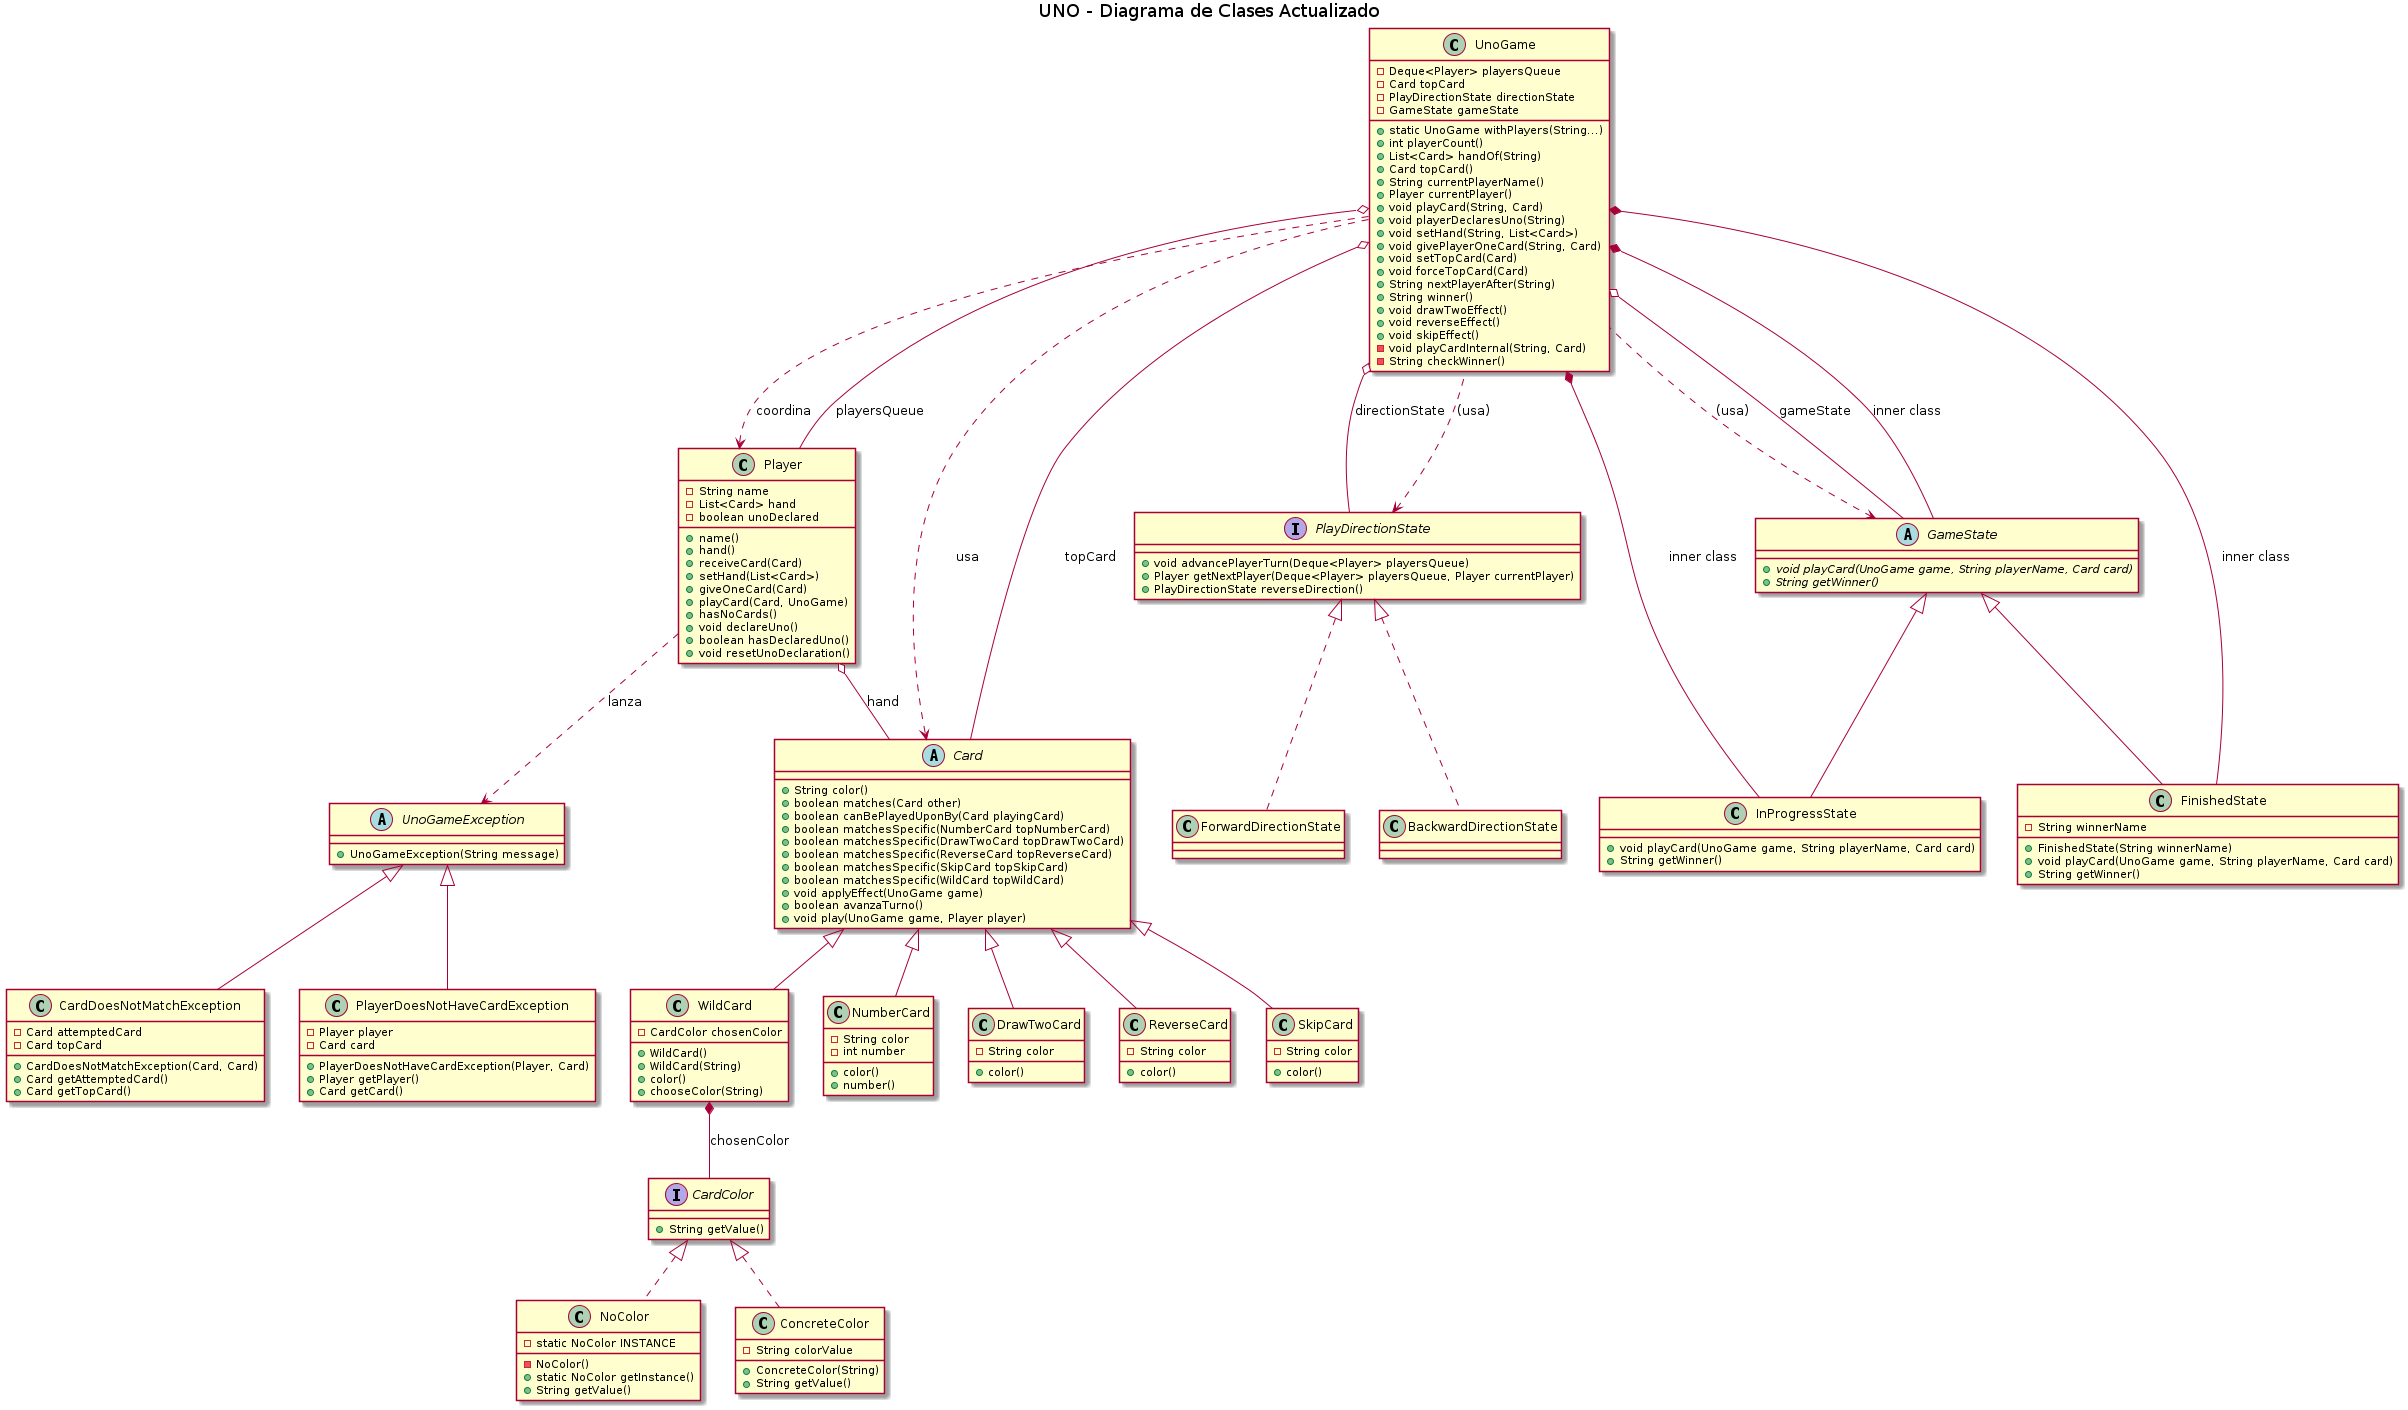 UNO - Diagrama de Clases Actualizado
C UnoGame
Deque<Player> playersQueue
Card topCard
PlayDirectionState directionState
GameState gameState
static UnoGame withPlayers(String...)
int playerCount()
List<Card> handOf(String)
Card topCard()
String currentPlayerName()
Player currentPlayer()
void playCard(String, Card)
void playerDeclaresUno(String)
void setHand(String, List<Card>)
void givePlayerOneCard(String, Card)
void setTopCard(Card)
void forceTopCard(Card)
String nextPlayerAfter(String)
String winner()
void drawTwoEffect()
void reverseEffect()
void skipEffect()
void playCardInternal(String, Card)
String checkWinner()
coordina
playersQueue
directionState
(usa)
(usa)
gameState
inner class
C Player
String name
List<Card> hand
boolean unoDeclared
name()
hand()
receiveCard(Card)
setHand(List<Card>)
giveOneCard(Card)
playCard(Card, UnoGame)
hasNoCards()
void declareUno()
boolean hasDeclaredUno()
void resetUnoDeclaration()
usa
topCard
I PlayDirectionState
void advancePlayerTurn(Deque<Player> playersQueue)
Player getNextPlayer(Deque<Player> playersQueue, Player currentPlayer)
PlayDirectionState reverseDirection()
inner class
A GameState
void playCard(UnoGame game, String playerName, Card card)
String getWinner()
inner class
lanza
hand
A UnoGameException
UnoGameException(String message)
A Card
String color()
boolean matches(Card other)
boolean canBePlayedUponBy(Card playingCard)
boolean matchesSpecific(NumberCard topNumberCard)
boolean matchesSpecific(DrawTwoCard topDrawTwoCard)
boolean matchesSpecific(ReverseCard topReverseCard)
boolean matchesSpecific(SkipCard topSkipCard)
boolean matchesSpecific(WildCard topWildCard)
void applyEffect(UnoGame game)
boolean avanzaTurno()
void play(UnoGame game, Player player)
C ForwardDirectionState
C BackwardDirectionState
C InProgressState
void playCard(UnoGame game, String playerName, Card card)
String getWinner()
C FinishedState
String winnerName
FinishedState(String winnerName)
void playCard(UnoGame game, String playerName, Card card)
String getWinner()
C CardDoesNotMatchException
Card attemptedCard
Card topCard
CardDoesNotMatchException(Card, Card)
Card getAttemptedCard()
Card getTopCard()
C PlayerDoesNotHaveCardException
Player player
Card card
PlayerDoesNotHaveCardException(Player, Card)
Player getPlayer()
Card getCard()
C WildCard
CardColor chosenColor
WildCard()
WildCard(String)
color()
chooseColor(String)
C NumberCard
String color
int number
color()
number()
C DrawTwoCard
String color
color()
C ReverseCard
String color
color()
C SkipCard
String color
color()
chosenColor
I CardColor
String getValue()
C NoColor
static NoColor INSTANCE
NoColor()
static NoColor getInstance()
String getValue()
C ConcreteColor
String colorValue
ConcreteColor(String)
String getValue()